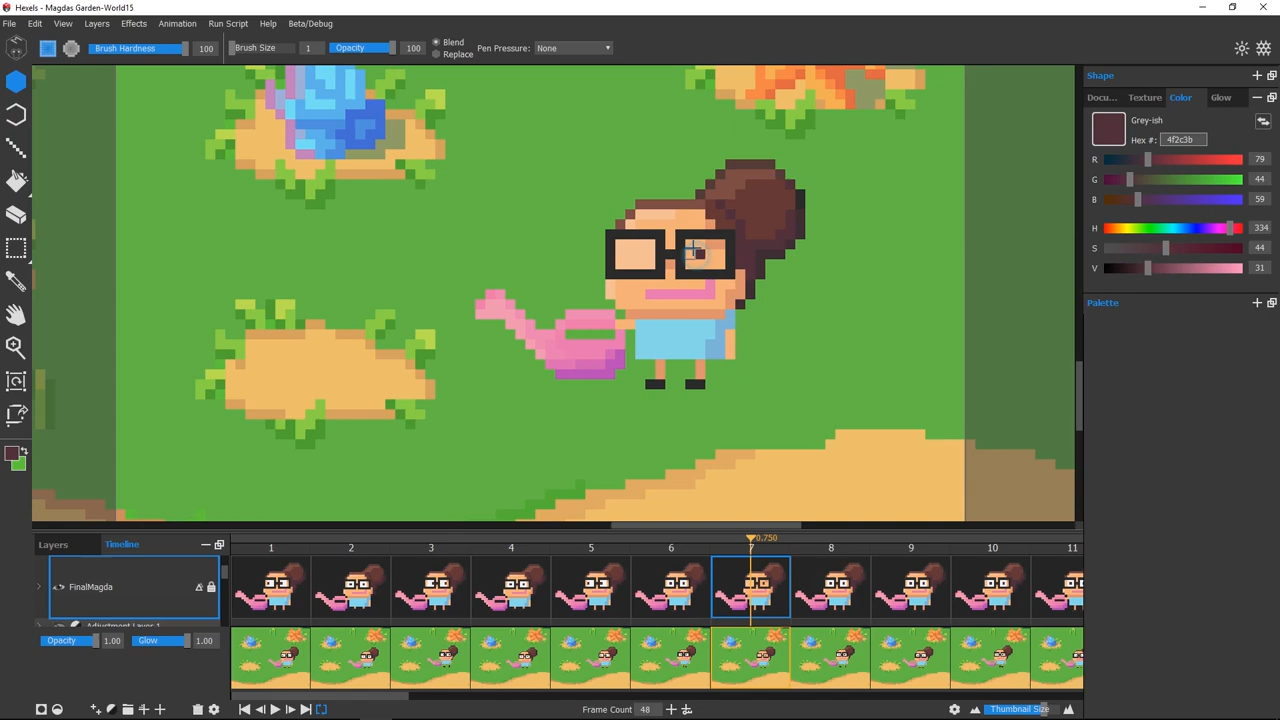 Hexels - Magdas Garden-World15
File Edit View Layers Effects Animation Run Script Help Beta/Debug
Brush Hardness 100 Brush Size 1 Opacity 100 Blend Replace Pen Pressure: None
Shape
Docu... Texture Color Glow
Grey-ish
Hex #: 4f2c3b
R 79
G 44
B 59
H 334
S 44
V 31
Palette
Layers Timeline
0.750
1 2 3 4 5 6 7 8 9 10 11
FinalMagda
Adjustment Layer 1
Opacity 1.00 Glow 1.00
Frame Count 48 Thumbnail Size